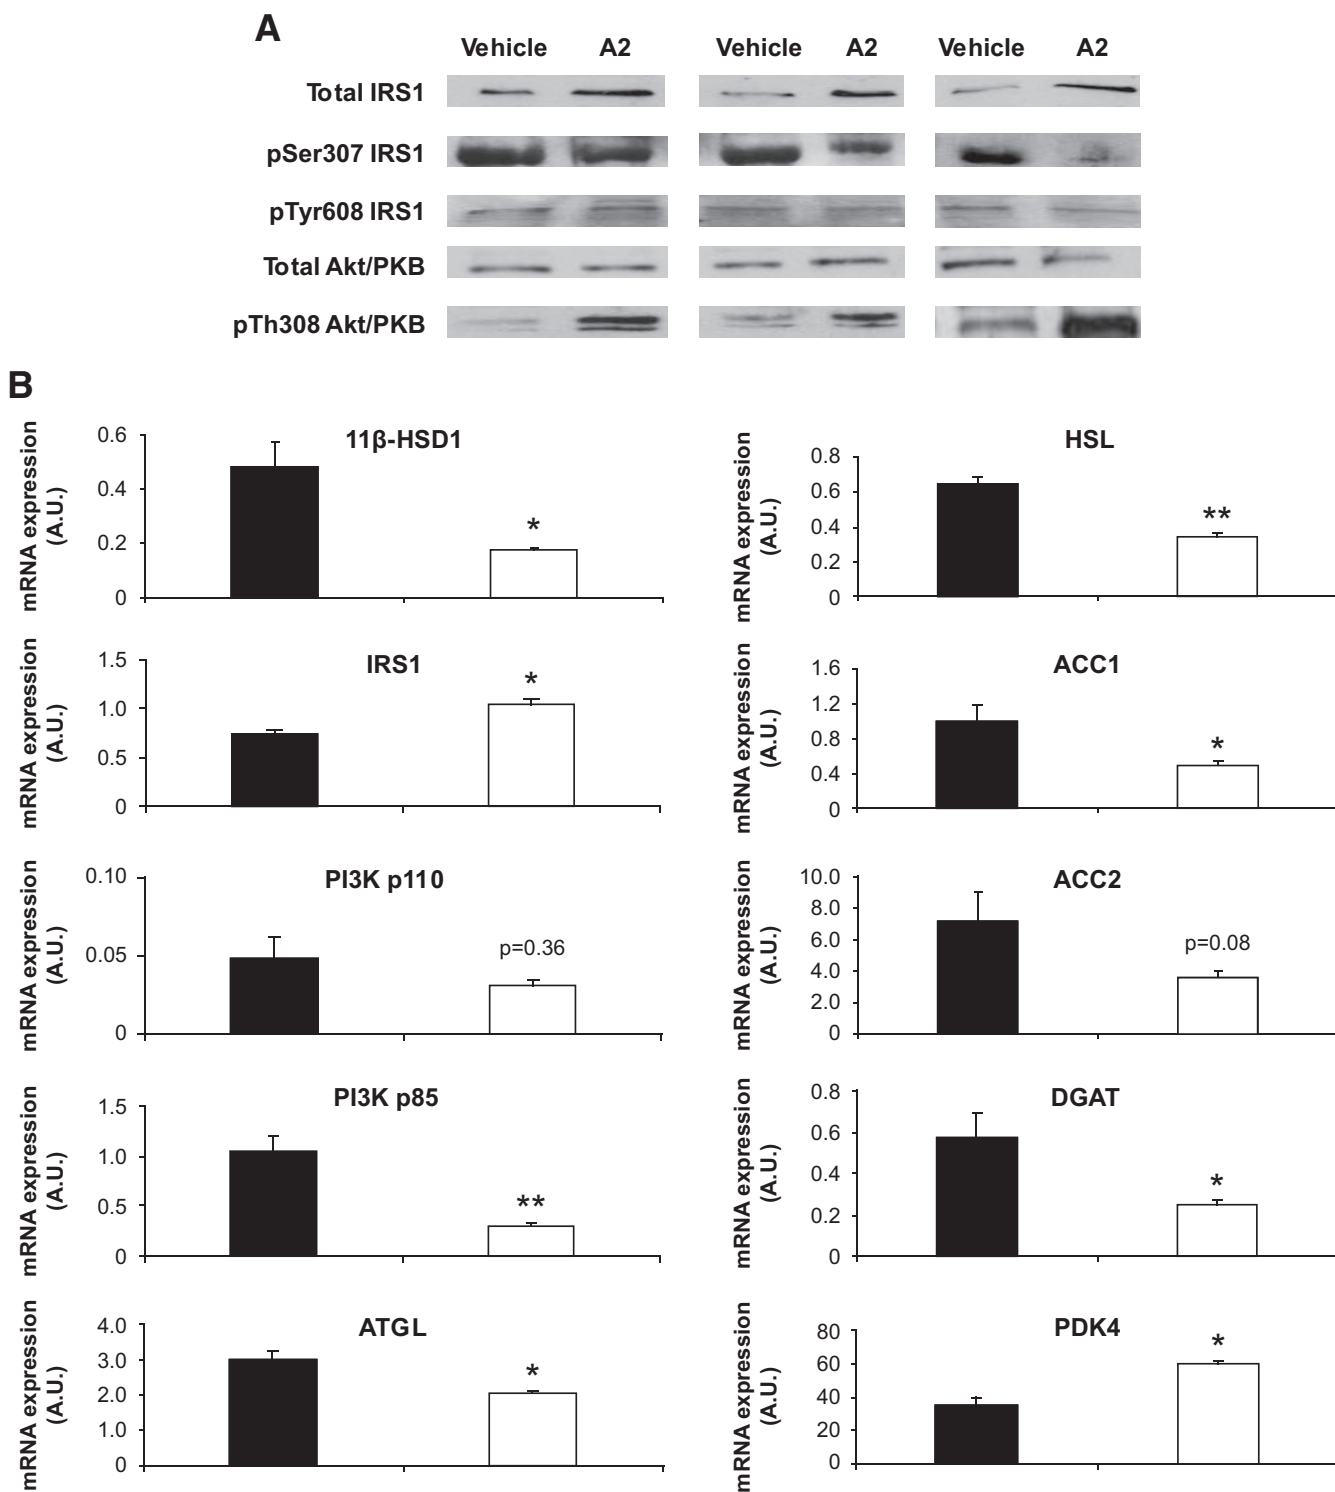 A
Vehicle A2 Vehicle A2 Vehicle A2
Total IRS1
pSer307 IRS1
pTyr608 IRS1
Total Akt/PKB
pTh308 Akt/PKB
B
11β-HSD1
mRNA expression
(A.U.)
0.6
0.4
0.2
0
*
HSL
mRNA expression
(A.U.)
0.8
0.6
0.4
0.2
0
**
IRS1
mRNA expression
(A.U.)
1.5
1.0
0.5
0
*
ACC1
mRNA expression
(A.U.)
1.6
1.2
0.8
0.4
0
*
PI3K p110
mRNA expression
(A.U.)
0.10
0.05
0
p=0.36
ACC2
mRNA expression
(A.U.)
10.0
8.0
6.0
4.0
2.0
0
p=0.08
PI3K p85
mRNA expression
(A.U.)
1.5
1.0
0.5
0
**
DGAT
mRNA expression
(A.U.)
0.8
0.6
0.4
0.2
0
*
ATGL
mRNA expression
(A.U.)
4.0
3.0
2.0
1.0
0
*
PDK4
mRNA expression
(A.U.)
80
60
40
20
0
*